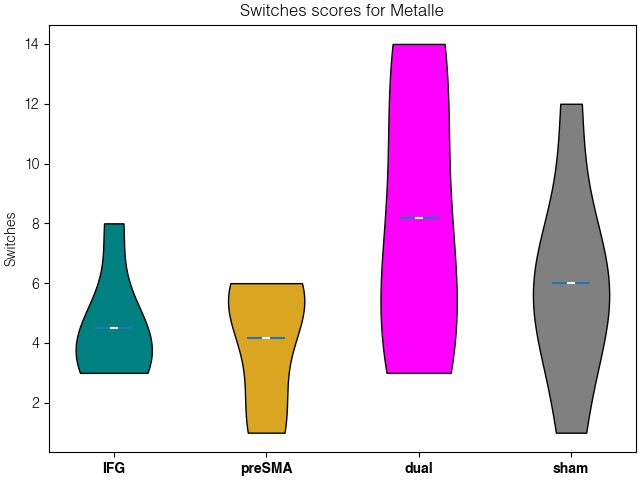 Switches scores for Metalle
14
12
10
8
6
4
2
Switches
IFG
preSMA
dual
sham